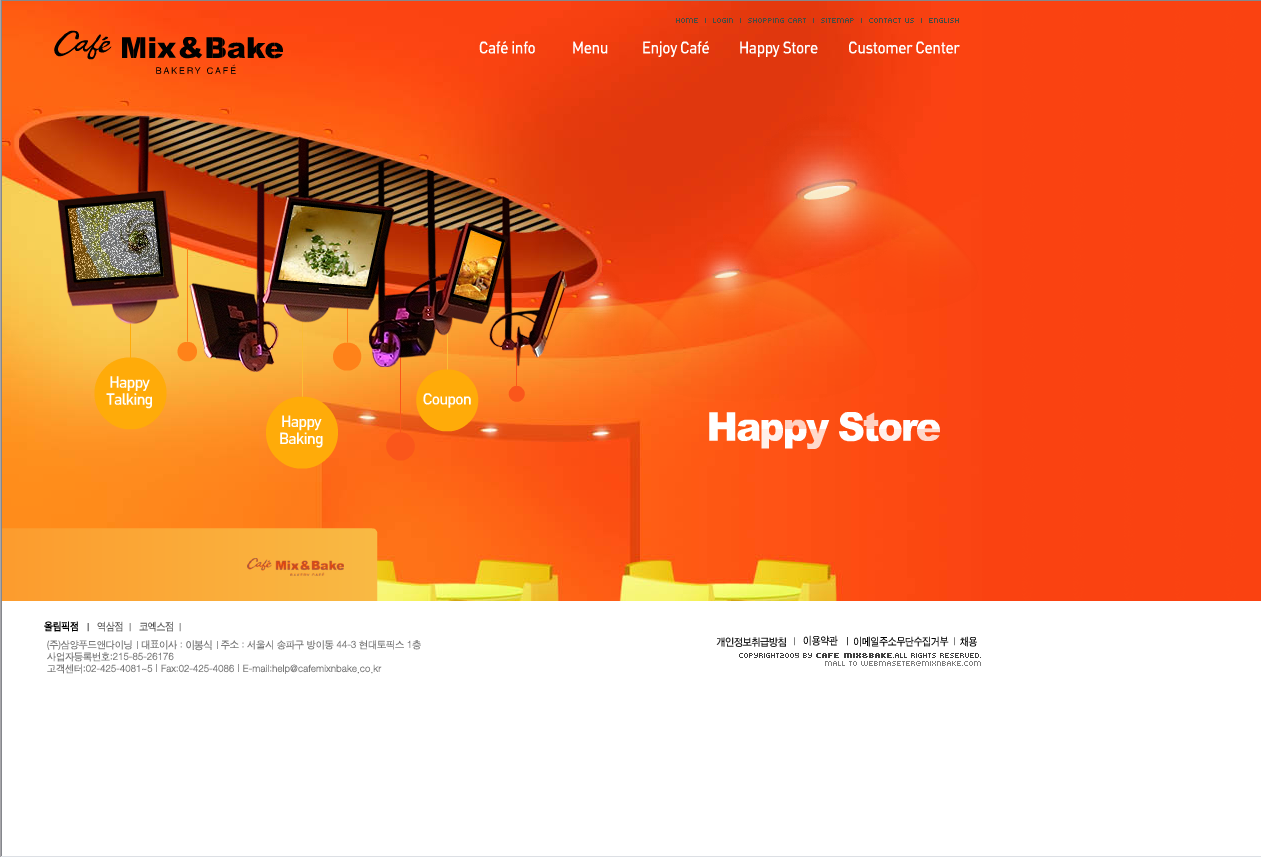 HOME | LOGIN | SHOPPING CART | SITEMAP | CONTACT US | ENGLISH
Café Mix&Bake
BAKERY CAFÉ
Café info Menu Enjoy Café Happy Store Customer Center
Happy
Talking
Happy
Baking
Coupon
Happy Store
Café Mix&Bake
BAKERY CAFÉ
올림픽점 | 역삼점 | 코엑스점 |
(주)삼양푸드앤다이닝 | 대표이사 : 이봉식 | 주소 : 서울시 송파구 방이동 44-3 현대토픽스 1층
사업자등록번호:215-85-26176
고객센터:02-425-4081~5 | Fax:02-425-4086 | E-mail:help@cafemixnbake.co.kr
개인정보취급방침 | 이용약관 | 이메일주소무단수집거부 | 채용
COPYRIGHT2009 BY CAFE MIX&BAKE.ALL RIGHTS RESERVED.
MALL TO WEBMASETER@MIXNBAKE.COM